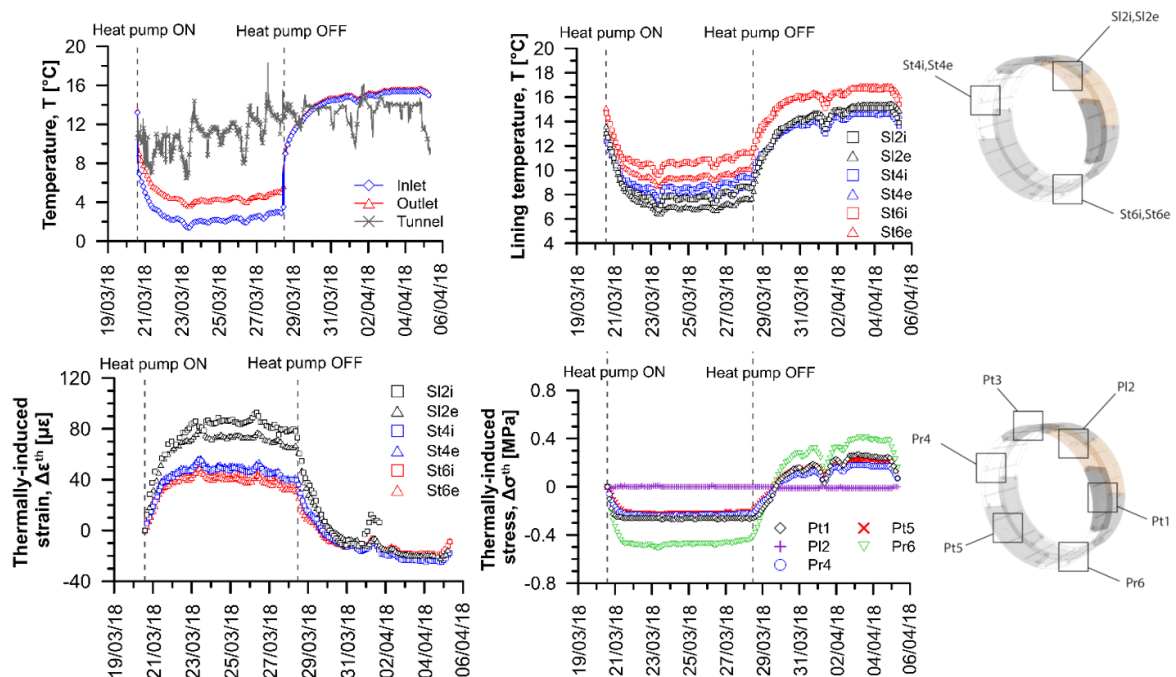 Heat pump ON
Heat pump OFF
Temperature, T [°C]
20
16
12
8
4
0
Inlet
Outlet
Tunnel
19/03/18
21/03/18
23/03/18
25/03/18
27/03/18
29/03/18
31/03/18
02/04/18
04/04/18
06/04/18
Heat pump ON
Heat pump OFF
Lining temperature, T [°C]
20
18
16
14
12
10
8
6
4
Sl2i
Sl2e
St4i
St4e
St6i
St6e
19/03/18
21/03/18
23/03/18
25/03/18
27/03/18
29/03/18
31/03/18
02/04/18
04/04/18
06/04/18
Sl2i,Sl2e
St4i,St4e
St6i,St6e
Heat pump ON
Heat pump OFF
Thermally-induced
strain, Δε^th [με]
120
80
40
0
-40
Sl2i
Sl2e
St4i
St4e
St6i
St6e
19/03/18
21/03/18
23/03/18
25/03/18
27/03/18
29/03/18
31/03/18
02/04/18
04/04/18
06/04/18
Heat pump ON
Heat pump OFF
Thermally-induced
stress, Δσ^th [MPa]
0.8
0.4
0
-0.4
-0.8
Pt1
Pl2
Pr4
Pt5
Pr6
19/03/18
21/03/18
23/03/18
25/03/18
27/03/18
29/03/18
31/03/18
02/04/18
04/04/18
06/04/18
Pt3
Pl2
Pr4
Pt1
Pt5
Pr6